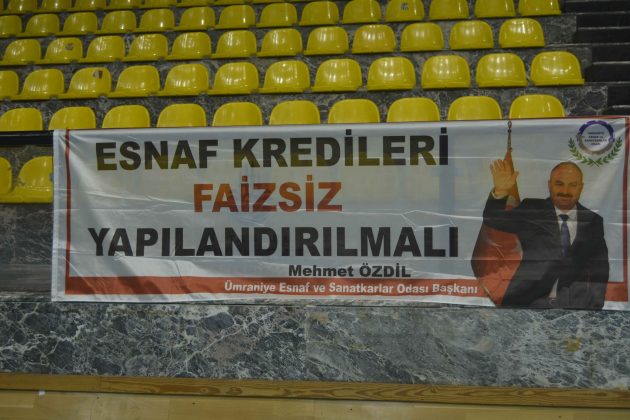 ESNAF KREDİLERİ
FAİZSİZ
YAPILANDIRILMALI
Mehmet ÖZDİL
Ümraniye Esnaf ve Sanatkarlar Odası Başkanı